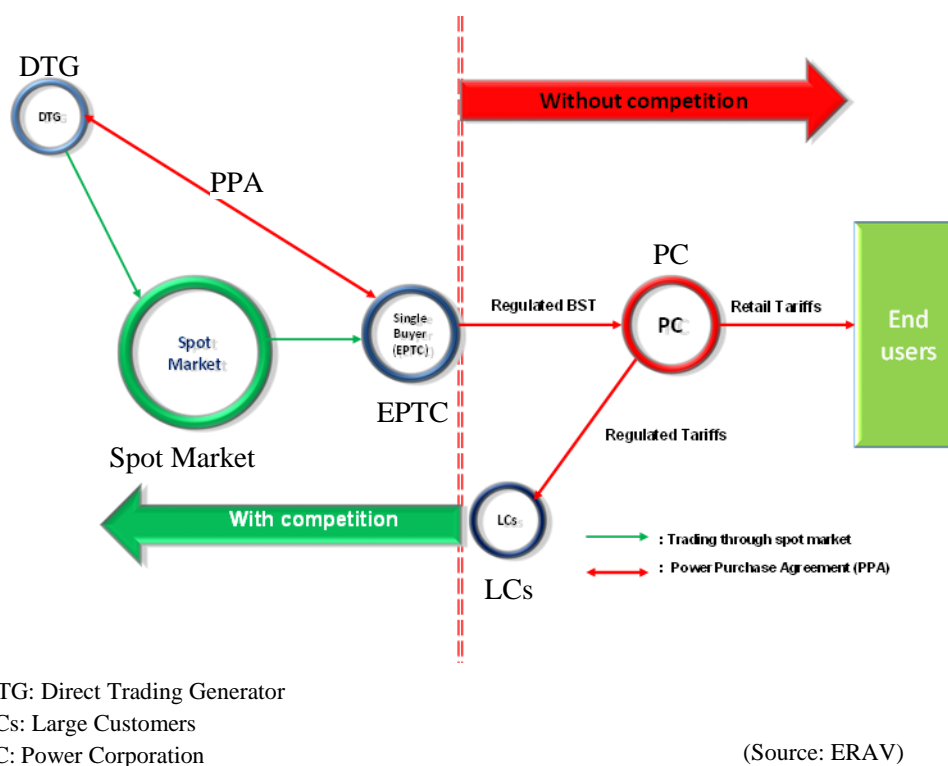 DTG
DTG
Without competition
PPA
PC
Regulated BST
Retail Tariffs
Single
Buyer
(EPTC)
PC
End
users
Spot
Market
EPTC
Regulated Tariffs
Spot Market
With competition
LCs
: Trading through spot market
: Power Purchase Agreement (PPA)
LCs
TG: Direct Trading Generator
Cs: Large Customers
C: Power Corporation
(Source: ERAV)